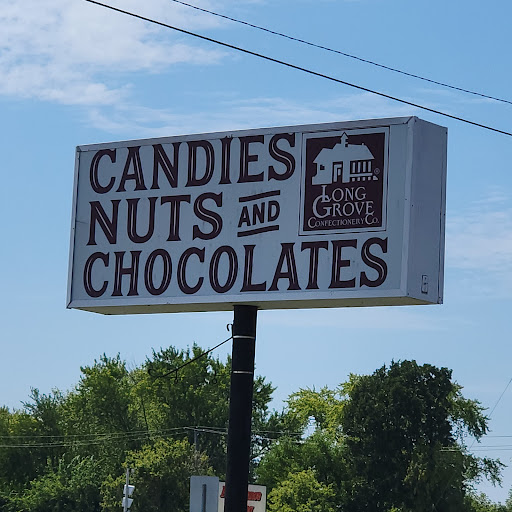 CANDIES
NUTS AND
CHOCOLATES
LONG
GROVE
CONFECTIONERY CO.